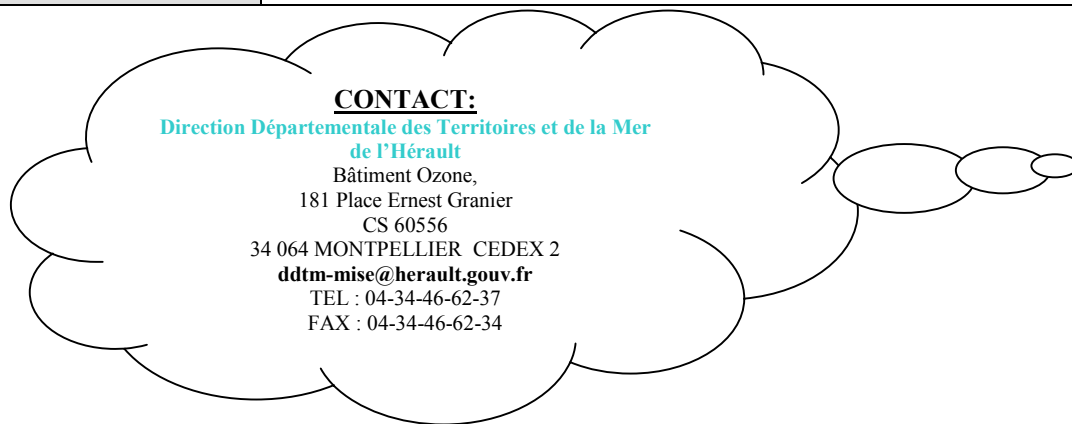 CONTACT:
Direction Départementale des Territoires et de la Mer
de l’Hérault
Bâtiment Ozone,
181 Place Ernest Granier
CS 60556
34 064 MONTPELLIER CEDEX 2
ddtm-mise@herault.gouv.fr
TEL : 04-34-46-62-37
FAX : 04-34-46-62-34